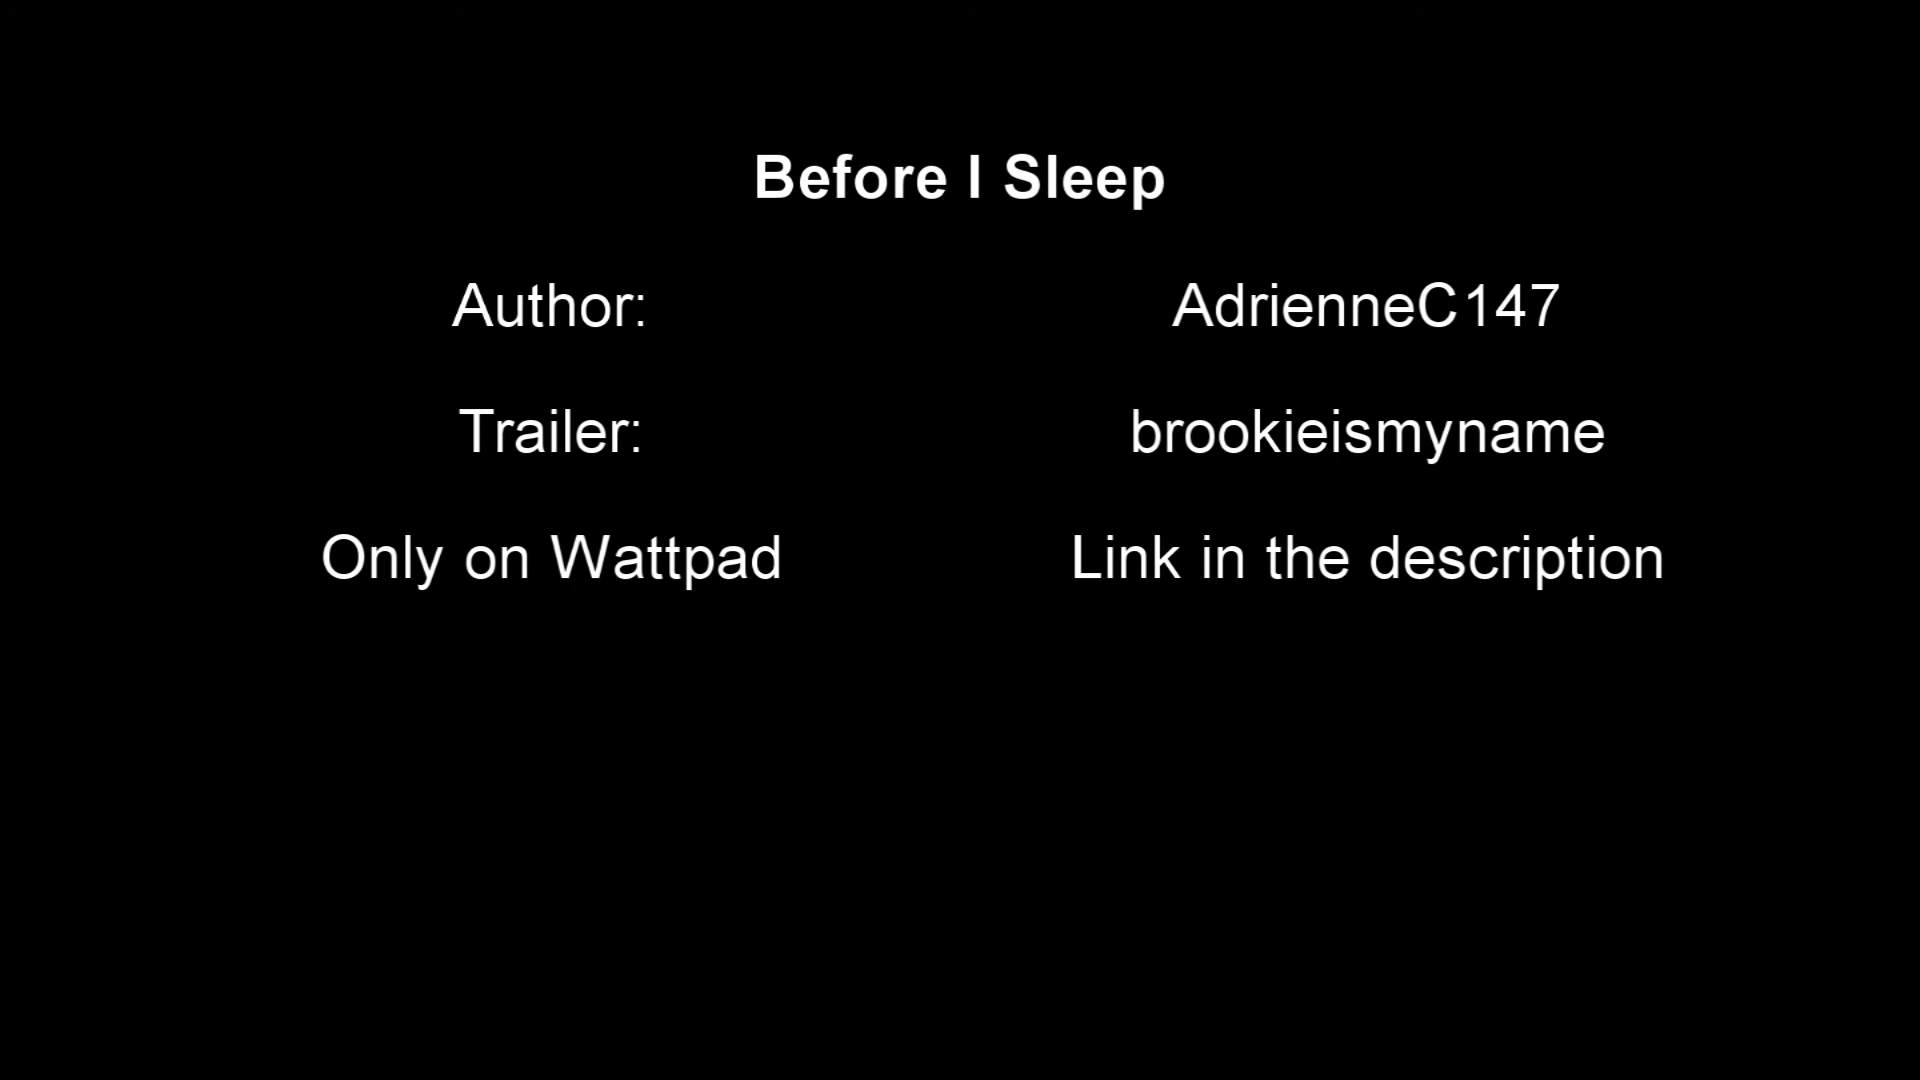 Before I Sleep
Author: AdrienneC147
Trailer: brookieismyname
Only on Wattpad Link in the description